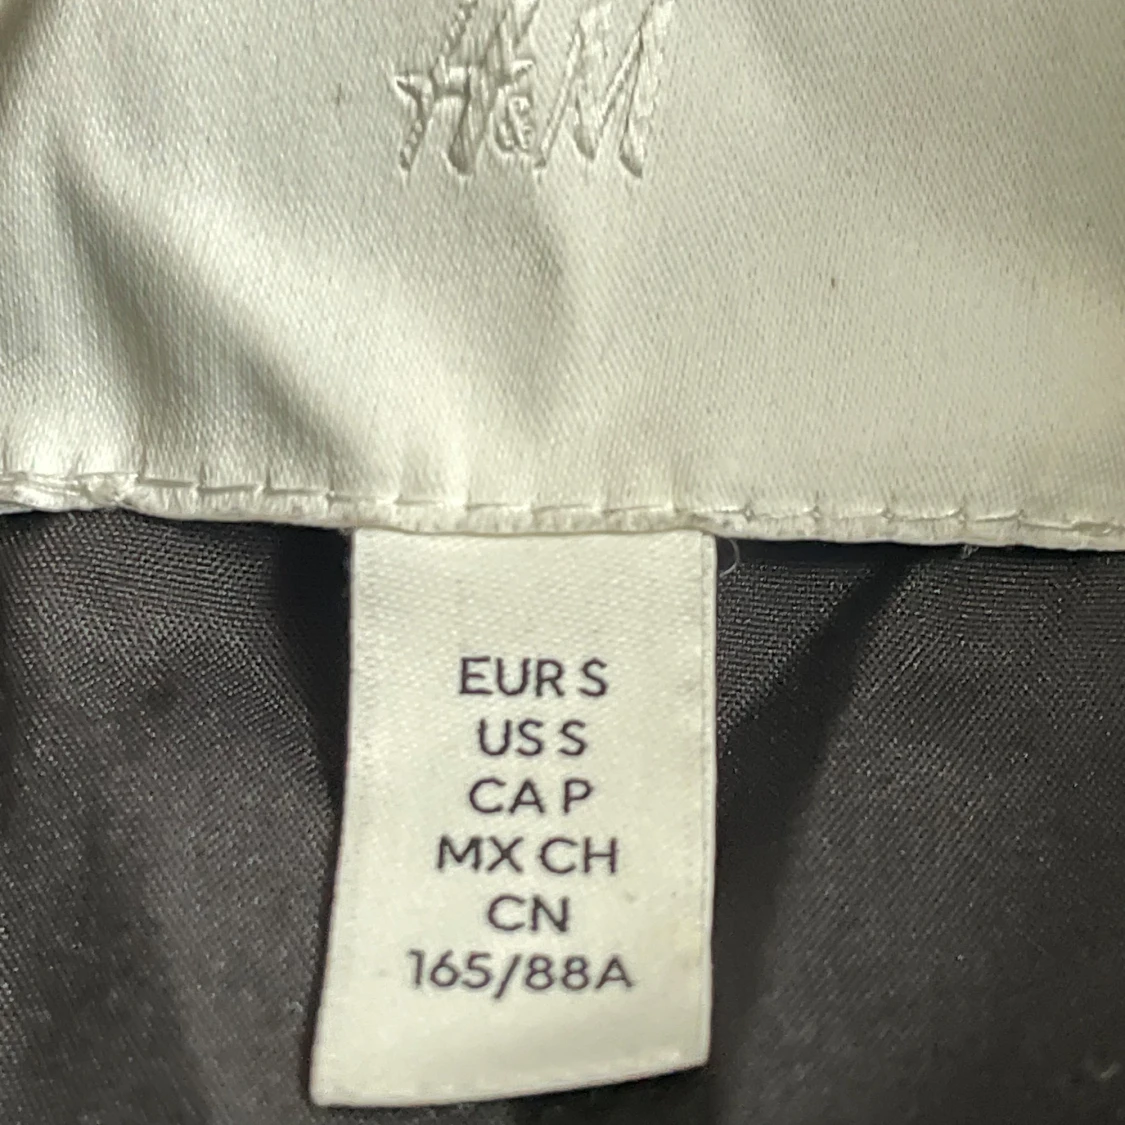 H&M
EUR S
US S
CA P
MX CH
CN
165/88A